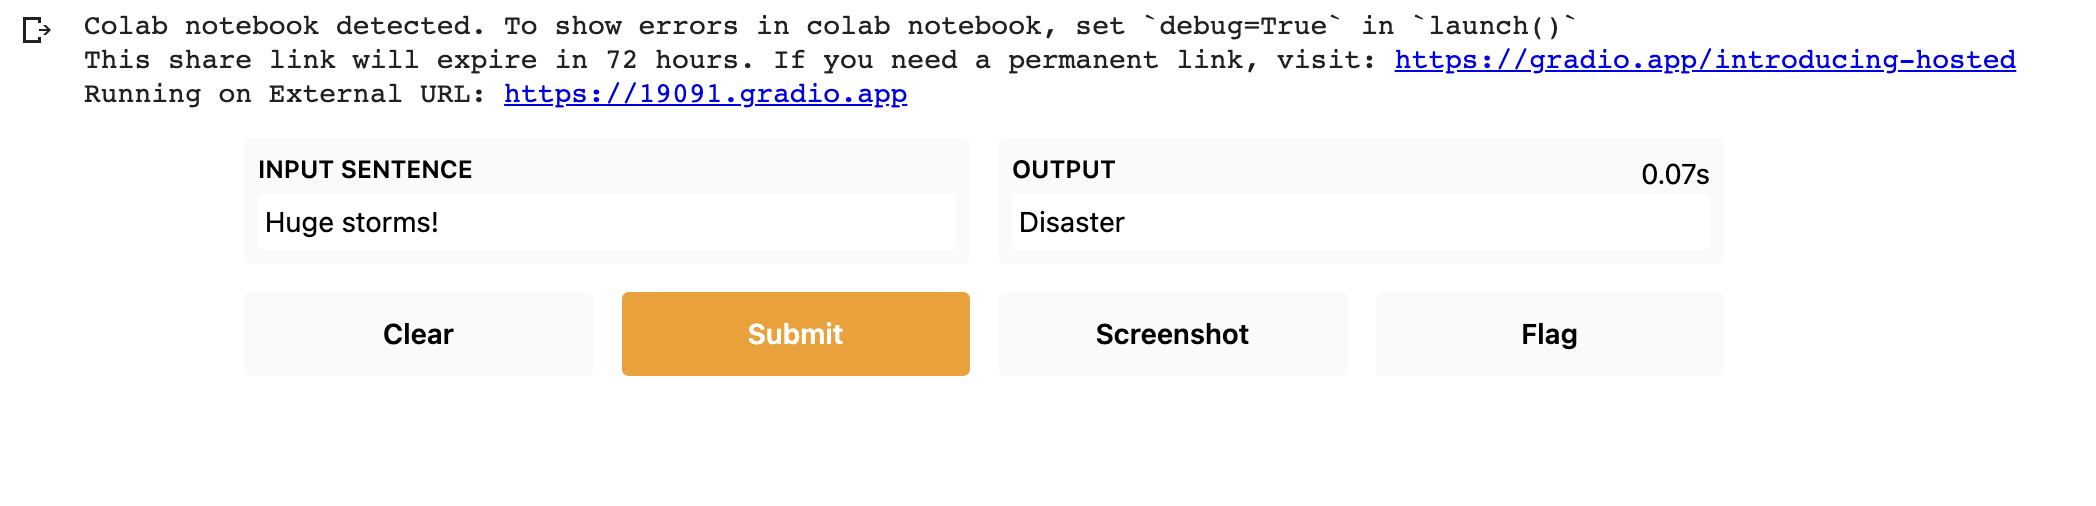 Colab notebook detected. To show errors in colab notebook, set `debug=True` in `launch()`
This share link will expire in 72 hours. If you need a permanent link, visit: https://gradio.app/introducing-hosted
Running on External URL: https://19091.gradio.app
INPUT SENTENCE
Huge storms!
OUTPUT
0.07s
Disaster
Clear
Submit
Screenshot
Flag